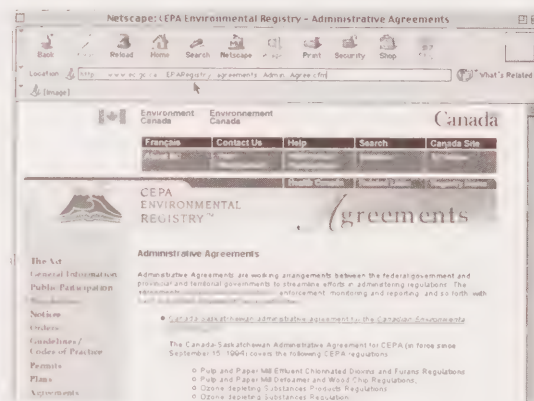 Netscape: CEPA Environmental Registry - Administrative Agreements
Back Reload Home Search Netscape Print Security Shop
Location
What's Related
[Image]
Environment Canada
Environnement Canada
Canada
Français Contact Us Help Search Canada Site
Health Canada
CEPA
ENVIRONMENTAL
REGISTRY™
Agreements
The Act
General Information
Public Participation
Notices
Orders
Guidelines /
Codes of Practice
Permits
Plans
Agreements
Administrative Agreements
Administrative Agreements are working arrangements between the federal government and
provincial and territorial governments to streamline efforts in administering regulations. The
agreements enforcement, monitoring and reporting, and so forth, with
Canada-Saskatchewan administrative agreement for the Canadian Environmental
The Canada-Saskatchewan Administrative Agreement for CEPA (in force since
September 15, 1994) covers the following CEPA regulations
Pulp and Paper Mill Effluent Chlorinated Dioxins and Furans Regulations
Pulp and Paper Mill Defoamer and Wood Chip Regulations,
Ozone depleting Substances Products Regulations
Ozone depleting Substances Regulation